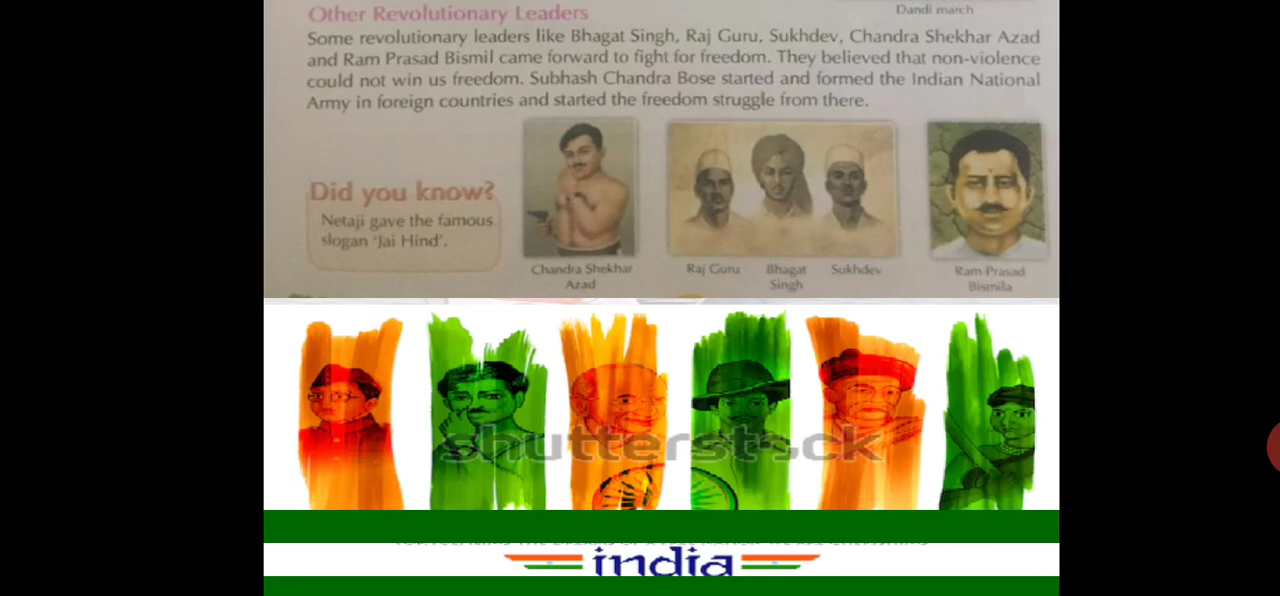 Dandi march
Other Revolutionary Leaders
Some revolutionary leaders like Bhagat Singh, Raj Guru, Sukhdev, Chandra Shekhar Azad
and Ram Prasad Bismil came forward to fight for freedom. They believed that non-violence
could not win us freedom. Subhash Chandra Bose started and formed the Indian National
Army in foreign countries and started the freedom struggle from there.
Did you know?
Netaji gave the famous
slogan 'Jai Hind'.
Chandra Shekhar
Azad
Raj Guru
Bhagat
Singh
Sukhdev
Ram Prasad
Bismila
shutterstock
india